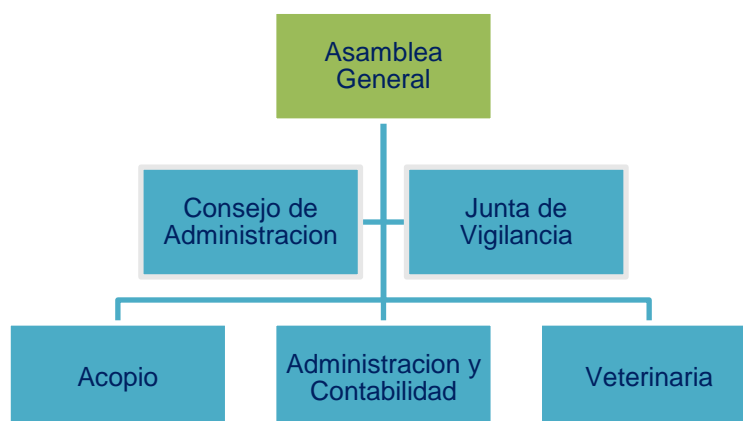 Asamblea
General
Consejo de
Administracion
Junta de
Vigilancia
Acopio
Administracion y
Contabilidad
Veterinaria